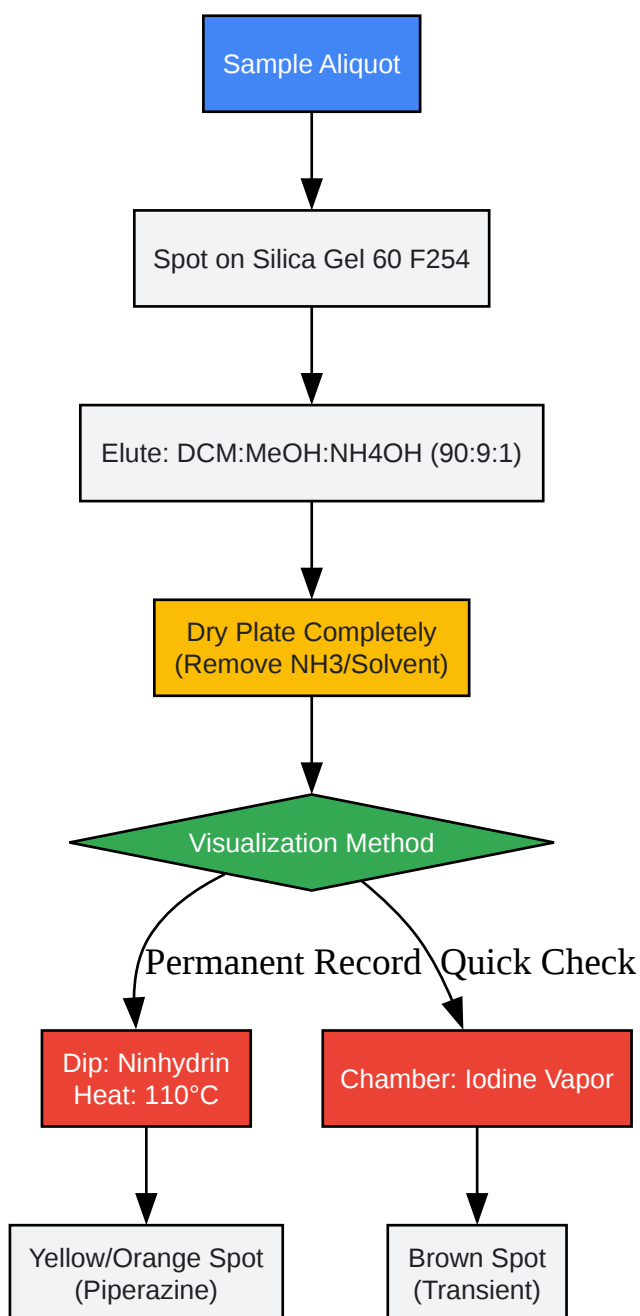 Sample Aliquot
Spot on Silica Gel 60 F254
Elute: DCM:MeOH:NH4OH (90:9:1)
Dry Plate Completely
(Remove NH3/Solvent)
Visualization Method
Permanent Record
Quick Check
Dip: Ninhydrin
Heat: 110°C
Chamber: Iodine Vapor
Yellow/Orange Spot
(Piperazine)
Brown Spot
(Transient)